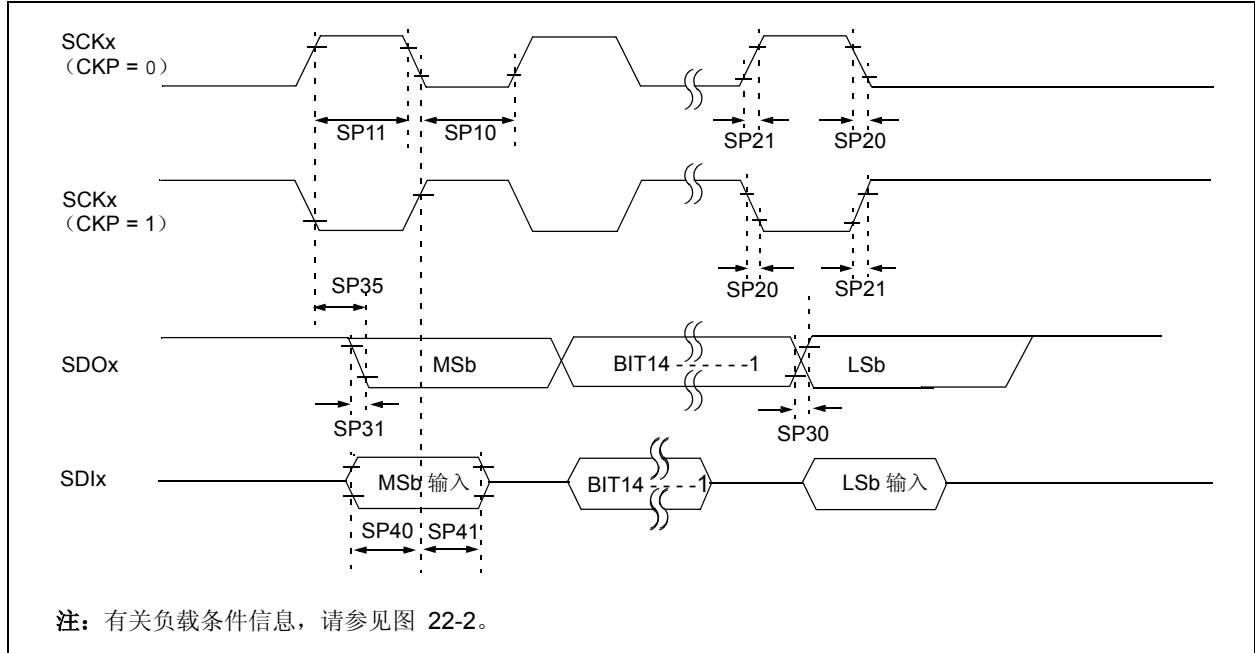 SCKx
（CKP = 0）
SP11
SP10
SP21
SP20
SCKx
（CKP = 1）
SP35
SP20
SP21
SDOx
MSb
BIT14 - - - - - -1
LSb
SP31
SP30
SDIx
MSb 输入
BIT14 - - - -1
LSb 输入
SP40
SP41
注：有关负载条件信息，请参见图 22-2。